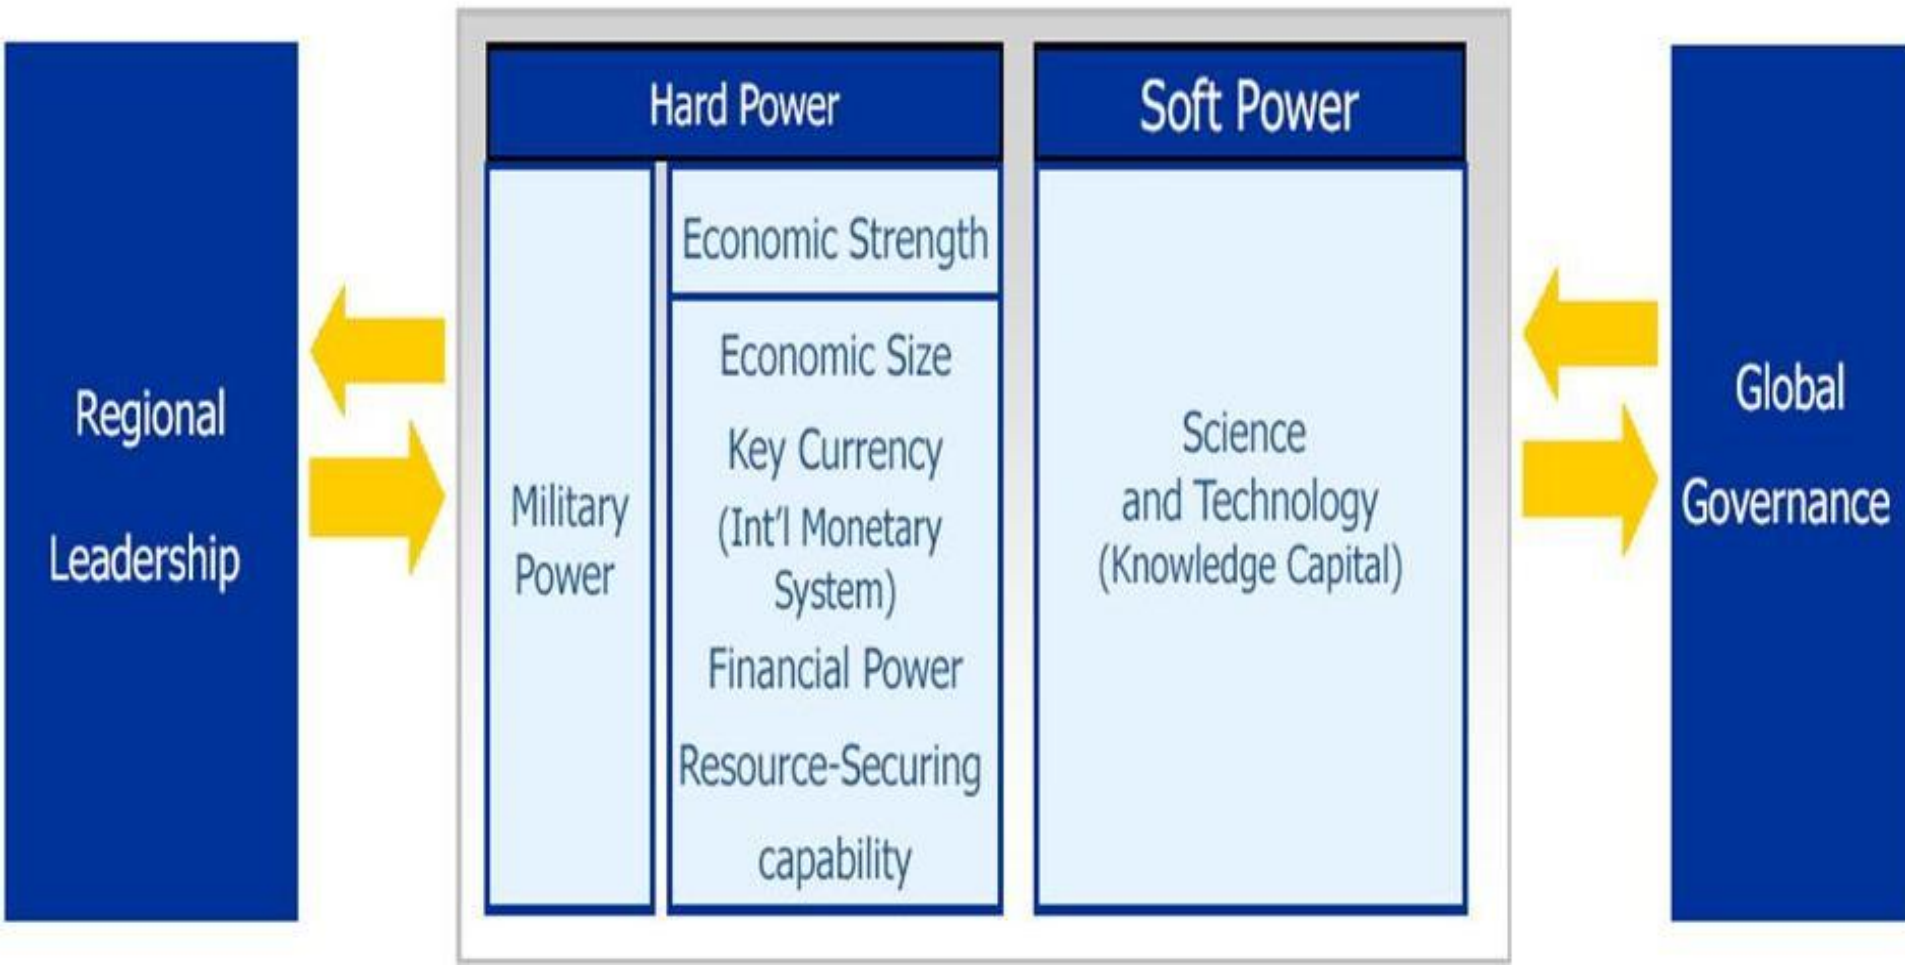 Regional
Leadership
Hard Power
Military
Power
Economic Strength
Economic Size
Key Currency
(Int'l Monetary
System)
Financial Power
Resource-Securing
capability
Soft Power
Science
and Technology
(Knowledge Capital)
Global
Governance